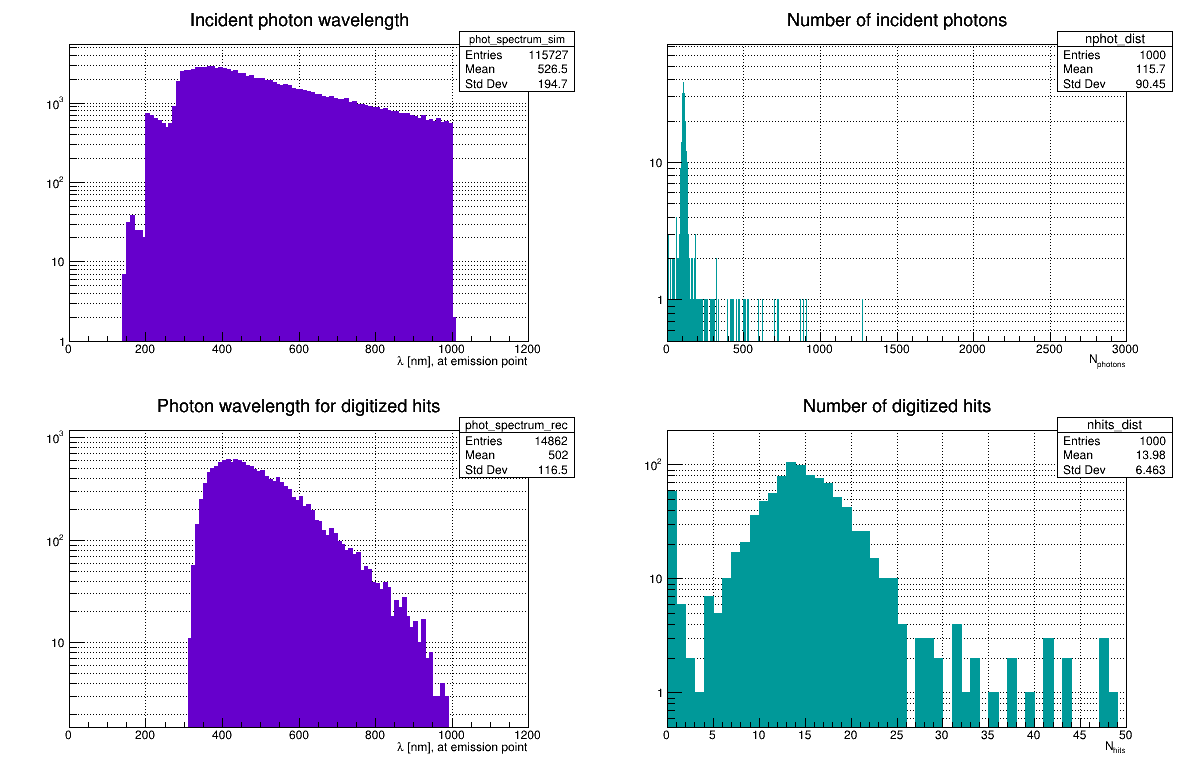 Incident photon wavelength
phot_spectrum_sim
Entries 115727
Mean 526.5
Std Dev 194.7
10³
10²
10
1
0 200 400 600 800 1000 1200
λ [nm], at emission point
Number of incident photons
nphot_dist
Entries 1000
Mean 115.7
Std Dev 90.45
10
1
0 500 1000 1500 2000 2500 3000
Nphotons
Photon wavelength for digitized hits
phot_spectrum_rec
Entries 14862
Mean 502
Std Dev 116.5
10³
10²
10
0 200 400 600 800 1000 1200
λ [nm], at emission point
Number of digitized hits
nhits_dist
Entries 1000
Mean 13.98
Std Dev 6.463
10²
10
1
0 5 10 15 20 25 30 35 40 45 50
Nhits